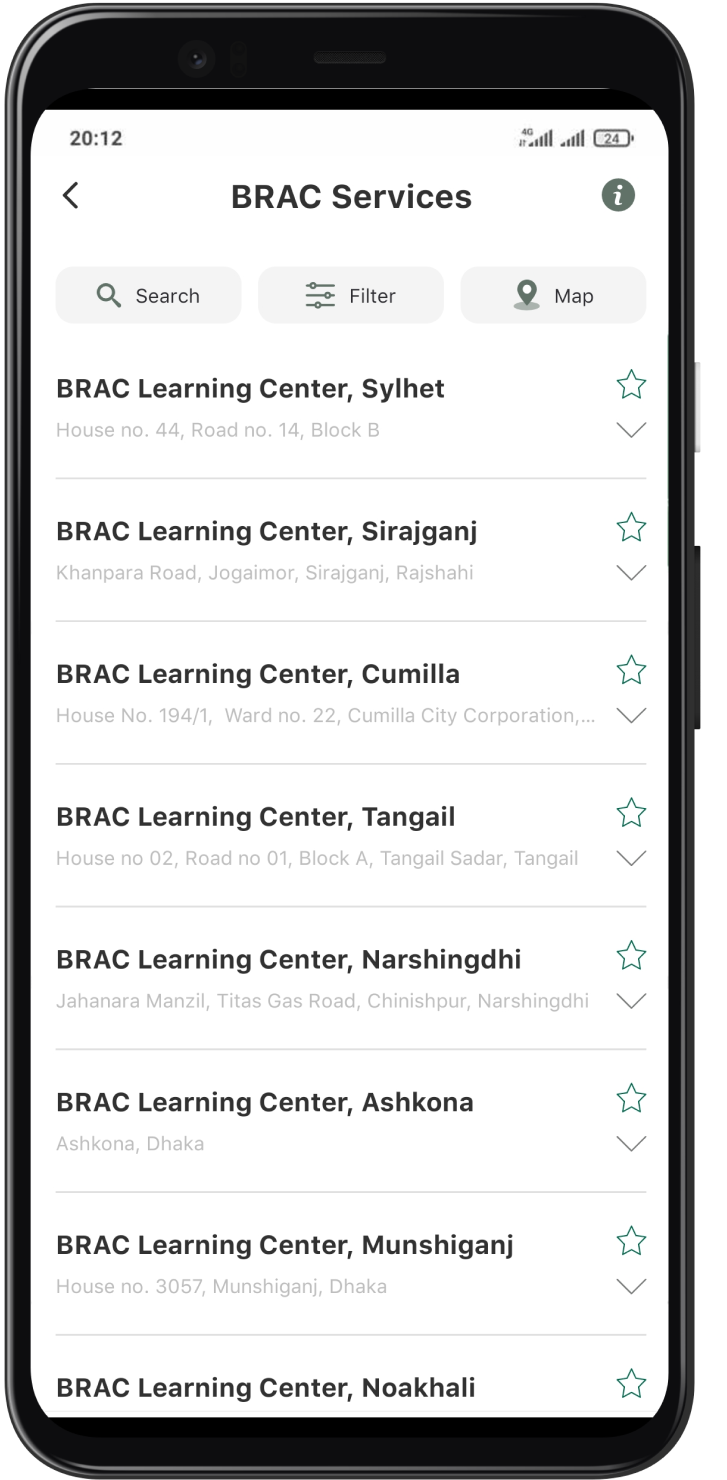 20:12
4G
24
BRAC Services
i
Search
Filter
Map
BRAC Learning Center, Sylhet
House no. 44, Road no. 14, Block B
BRAC Learning Center, Sirajganj
Khanpara Road, Jogaimor, Sirajganj, Rajshahi
BRAC Learning Center, Cumilla
House No. 194/1,  Ward no. 22, Cumilla City Corporation,...
BRAC Learning Center, Tangail
House no 02, Road no 01, Block A, Tangail Sadar, Tangail
BRAC Learning Center, Narshingdhi
Jahanara Manzil, Titas Gas Road, Chinishpur, Narshingdhi
BRAC Learning Center, Ashkona
Ashkona, Dhaka
BRAC Learning Center, Munshiganj
House no. 3057, Munshiganj, Dhaka
BRAC Learning Center, Noakhali